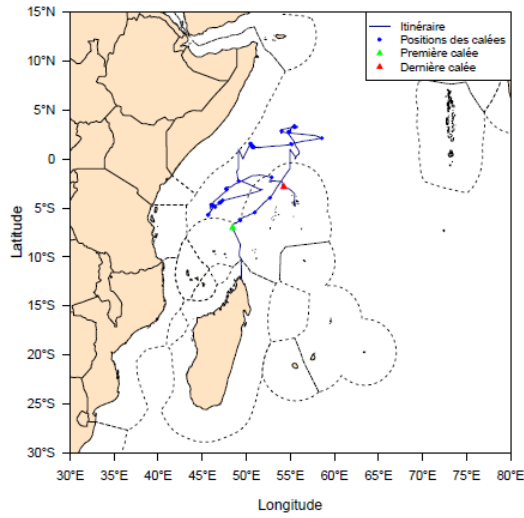 15°N
10°N
5°N
0
5°S
10°S
15°S
20°S
25°S
30°S
Latitude
Itinéraire
Positions des calées
Première calée
Dernière calée
30°E 35°E 40°E 45°E 50°E 55°E 60°E 65°E 70°E 75°E 80°E
Longitude